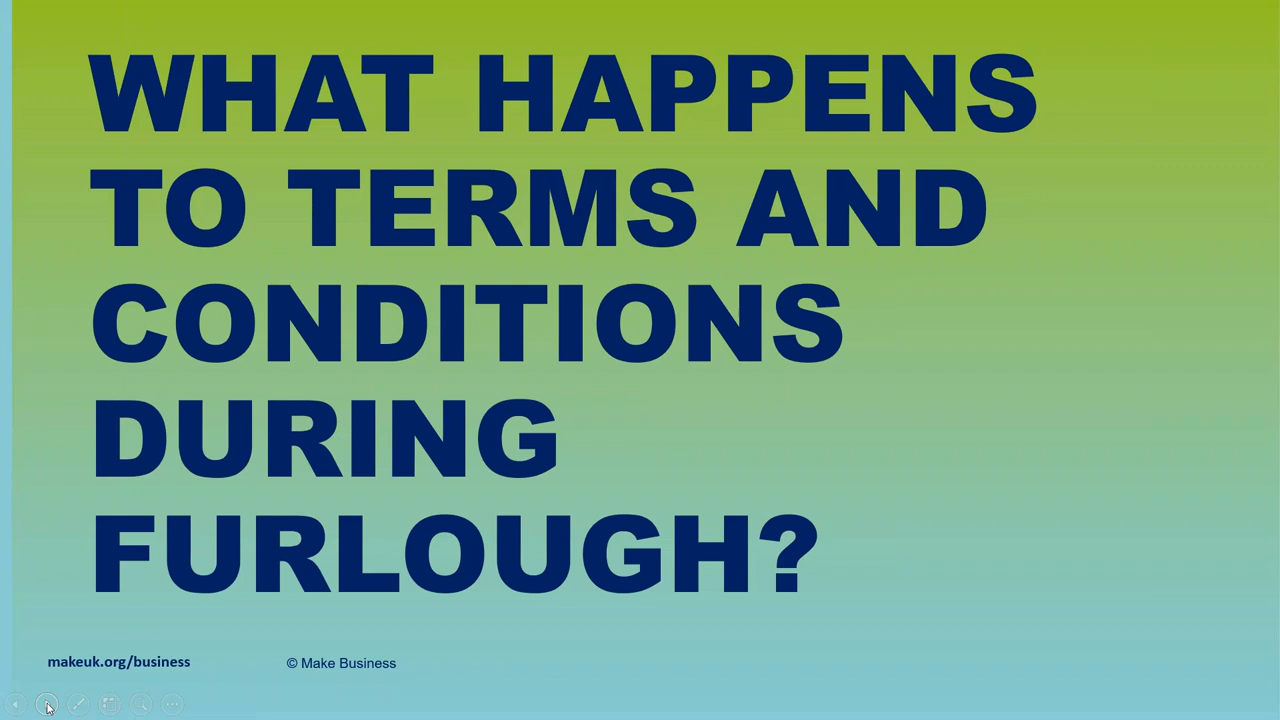 WHAT HAPPENS
TO TERMS AND
CONDITIONS
DURING
FURLOUGH?
makeuk.org/business
© Make Business